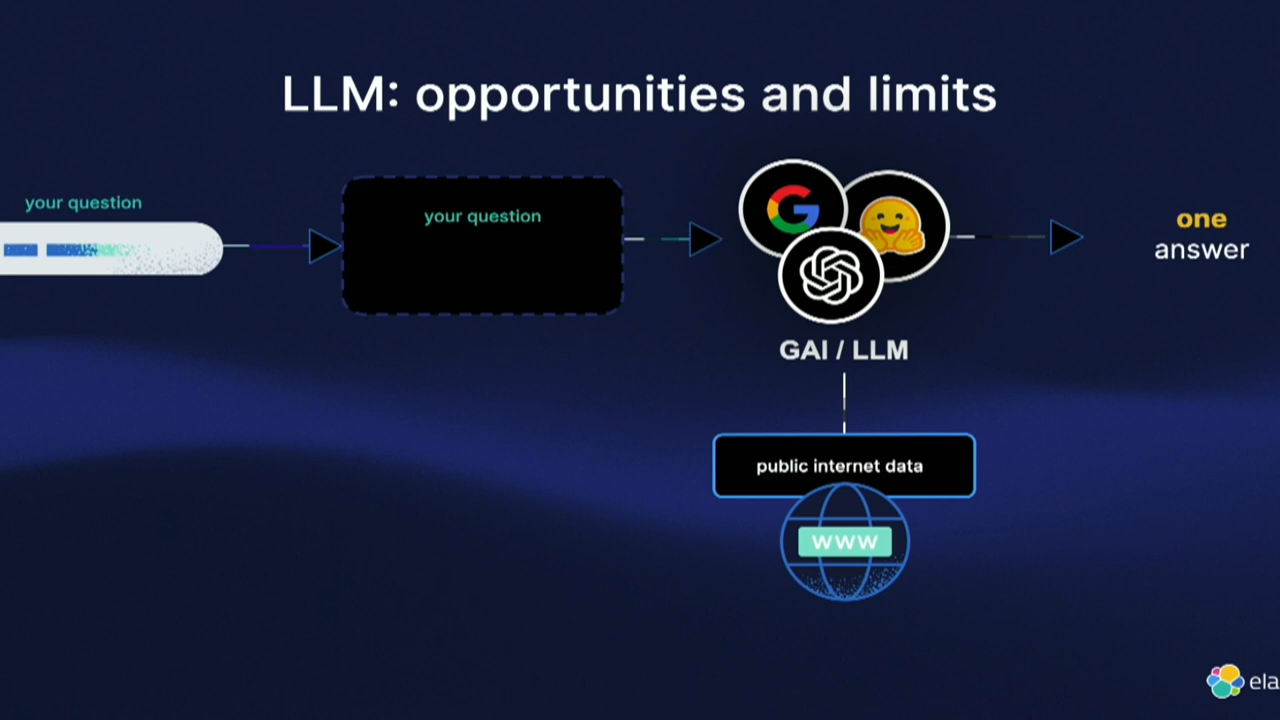 LLM: opportunities and limits
your question
your question
one
answer
GAI / LLM
public internet data
www
ela